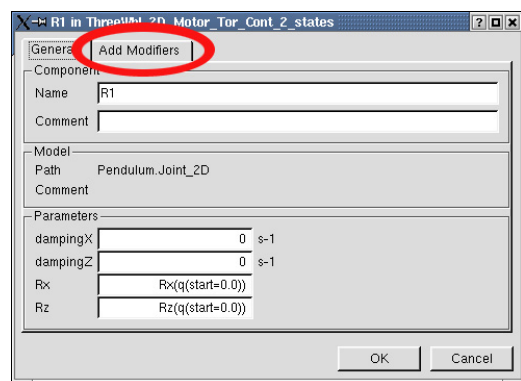 R1 in ThreeWhl_2D_Motor_Tor_Cont_2_states
General Add Modifiers
Component
Name R1
Comment
Model
Path Pendulum.Joint_2D
Comment
Parameters
dampingX 0 s-1
dampingZ 0 s-1
Rx Rx(q(start=0.0))
Rz Rz(q(start=0.0))
OK Cancel